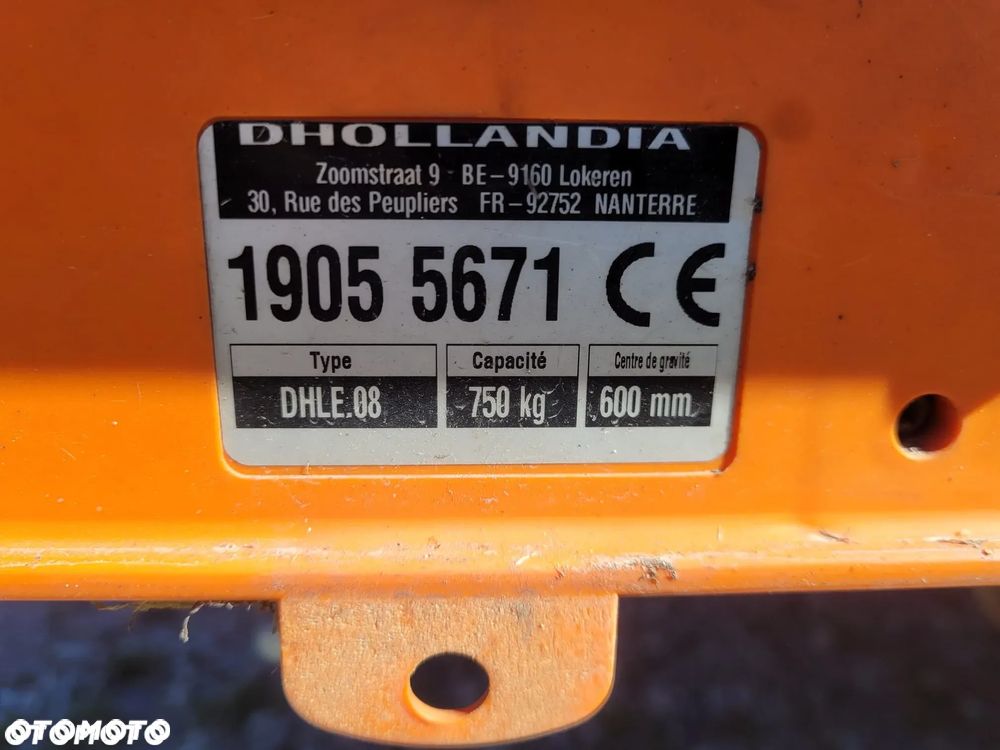 DHOLLANDIA
Zoomstraat 9 - BE-9160 Lokeren
30, Rue des Peupliers FR-92752 NANTERRE
1905 5671 CE
Type Capacité Centre de gravité
DHLE.08 750 kg 600 mm
OTOMOTO